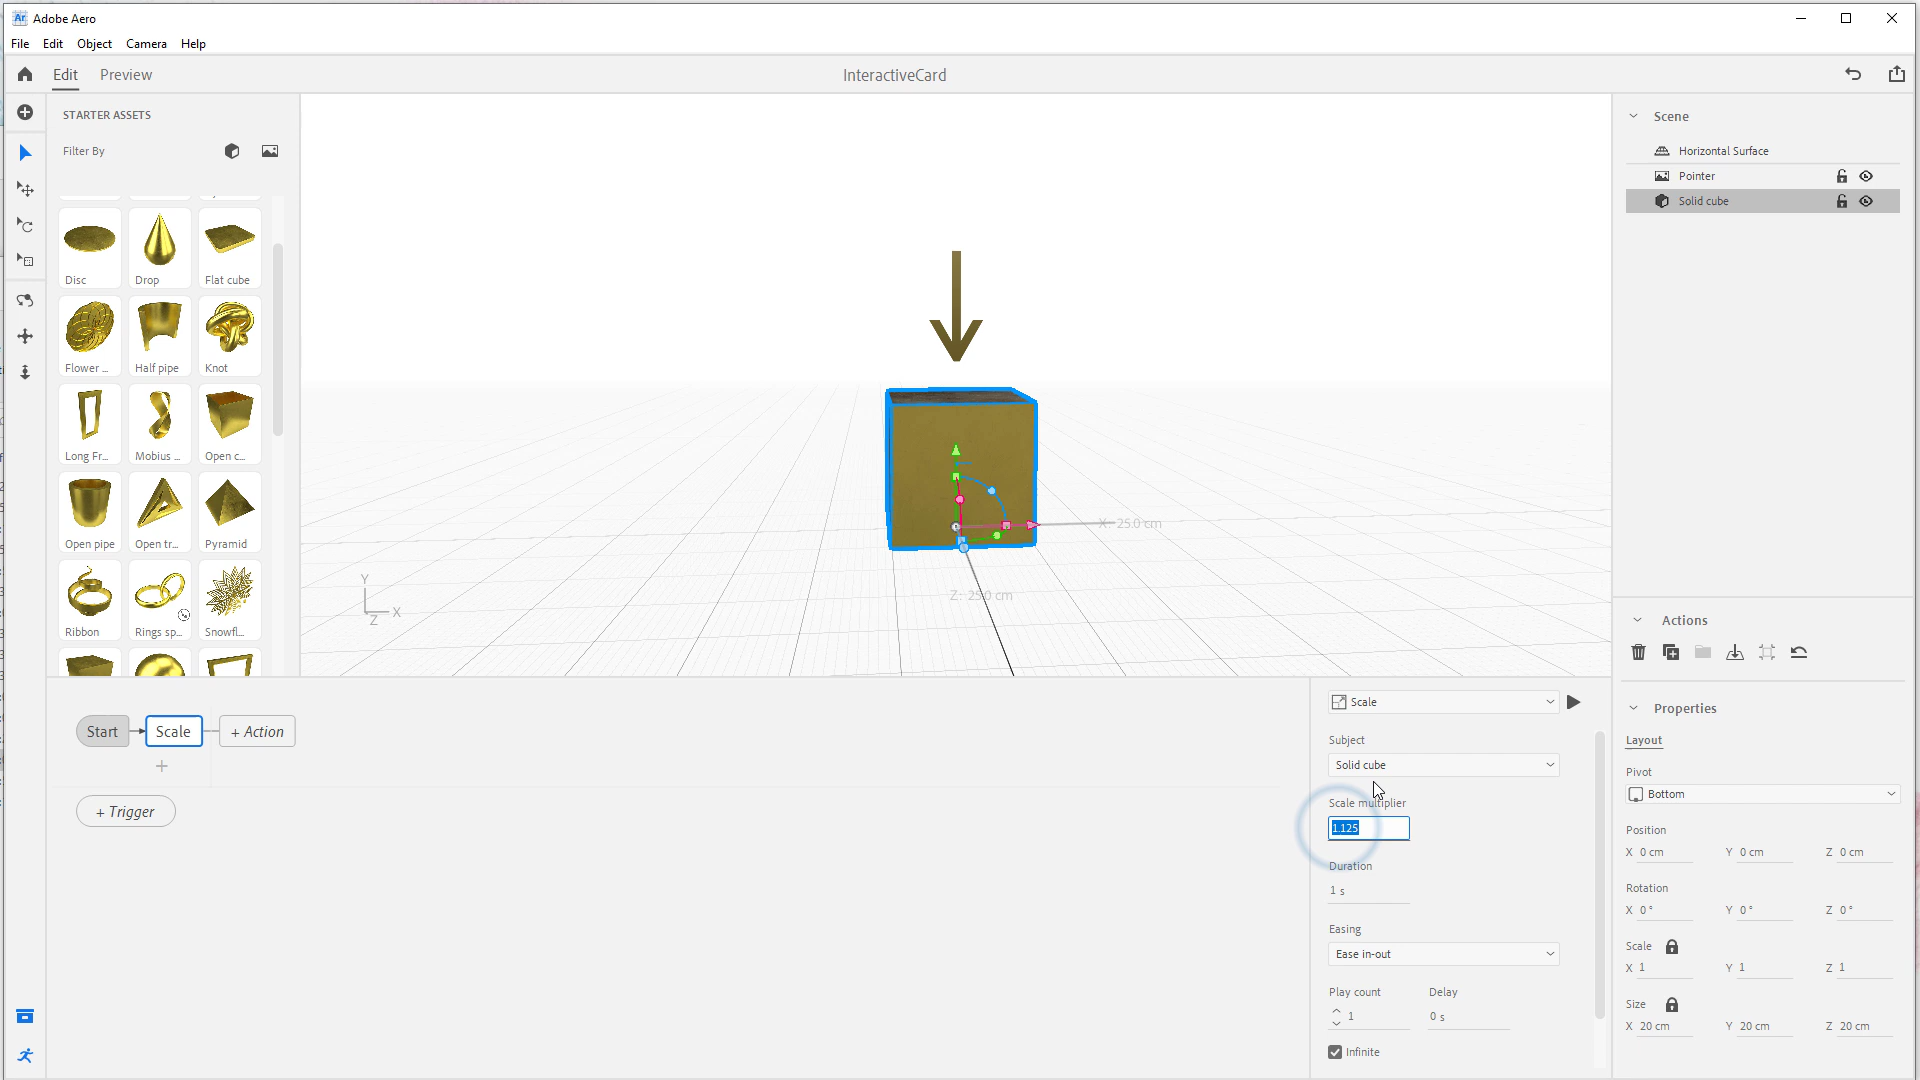 Ar Adobe Aero
File Edit Object Camera Help
Edit Preview InteractiveCard
STARTER ASSETS
Filter By
Disc Drop Flat cube
Flower ... Half pipe Knot
Long Fr... Mobius ... Open c...
Open pipe Open tr... Pyramid
Ribbon Rings sp... Snowfl...
X: 25.0 cm
Z: 25.0 cm
Y
X
Z
Start Scale + Action
+ Trigger
Scale
Subject
Solid cube
Scale multiplier
1.125
Duration
1 s
Easing
Ease in-out
Play count Delay
1 0 s
Infinite
Scene
Horizontal Surface
Pointer
Solid cube
Actions
Properties
Layout
Pivot
Bottom
Position
X 0 cm Y 0 cm Z 0 cm
Rotation
X 0° Y 0° Z 0°
Scale
X 1 Y 1 Z 1
Size
X 20 cm Y 20 cm Z 20 cm